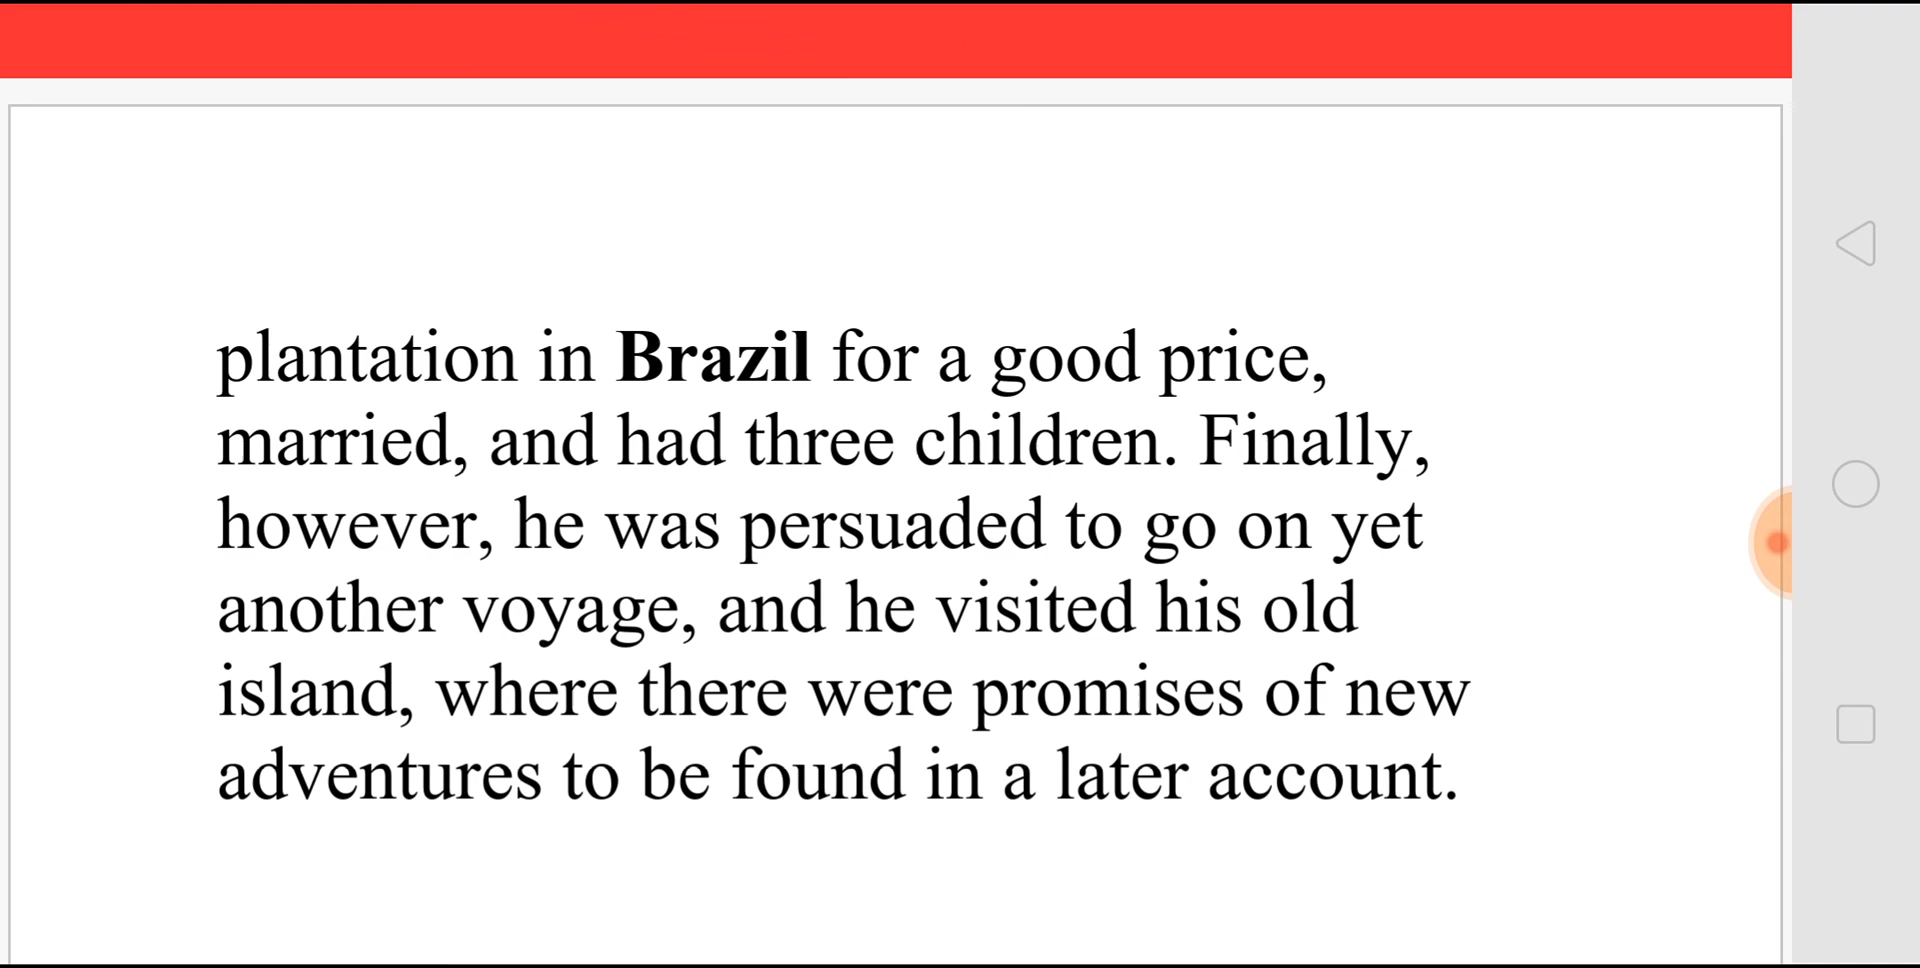 plantation in Brazil for a good price,
married, and had three children. Finally,
however, he was persuaded to go on yet
another voyage, and he visited his old
island, where there were promises of new
adventures to be found in a later account.